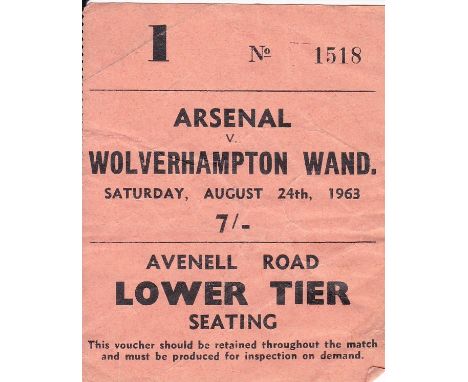 1 Nº 1518
ARSENAL
V.
WOLVERHAMPTON WAND.
SATURDAY, AUGUST 24th, 1963
7/-
AVENELL ROAD
LOWER TIER
SEATING
This voucher should be retained throughout the match
and must be produced for inspection on demand.